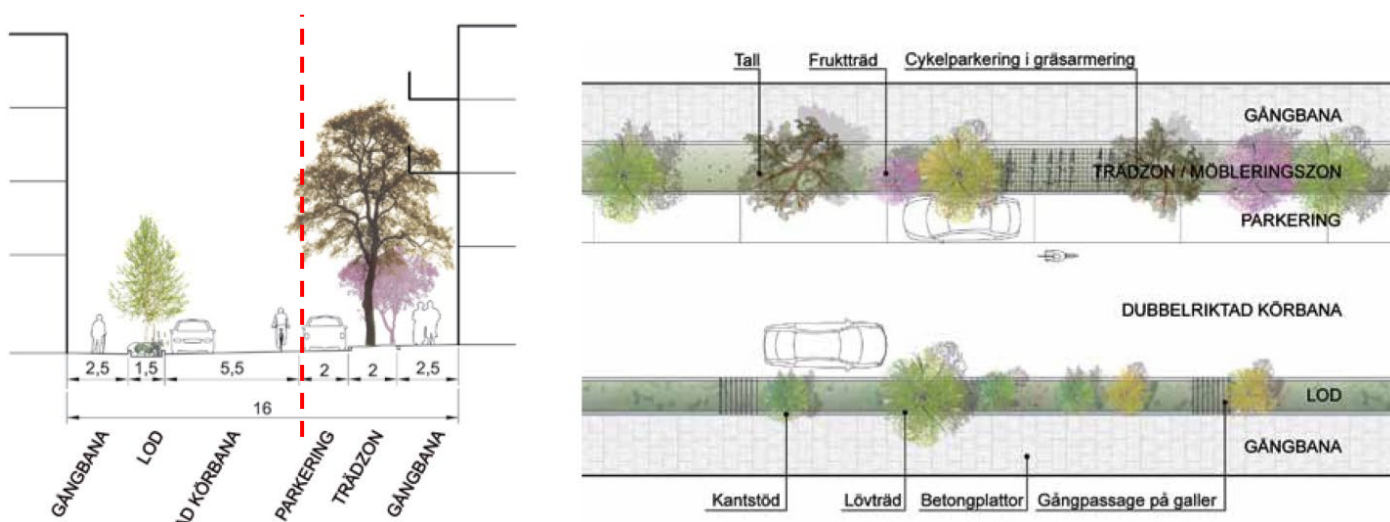 2,5
1,5
5,5
2
2
2,5
16
GÅNGBANA
LOD
AD KÖRBANA
PARKERING
TRÄDZON
GÅNGBANA
Tall
Fruktträd
Cykelparkering i gräsarmering
GÅNGBANA
TRÄDZON / MÖBLERINGSZON
PARKERING
DUBBELRIKTAD KÖRBANA
LOD
GÅNGBANA
Kantstöd
Lövträd
Betongplattor
Gångpassage på galler